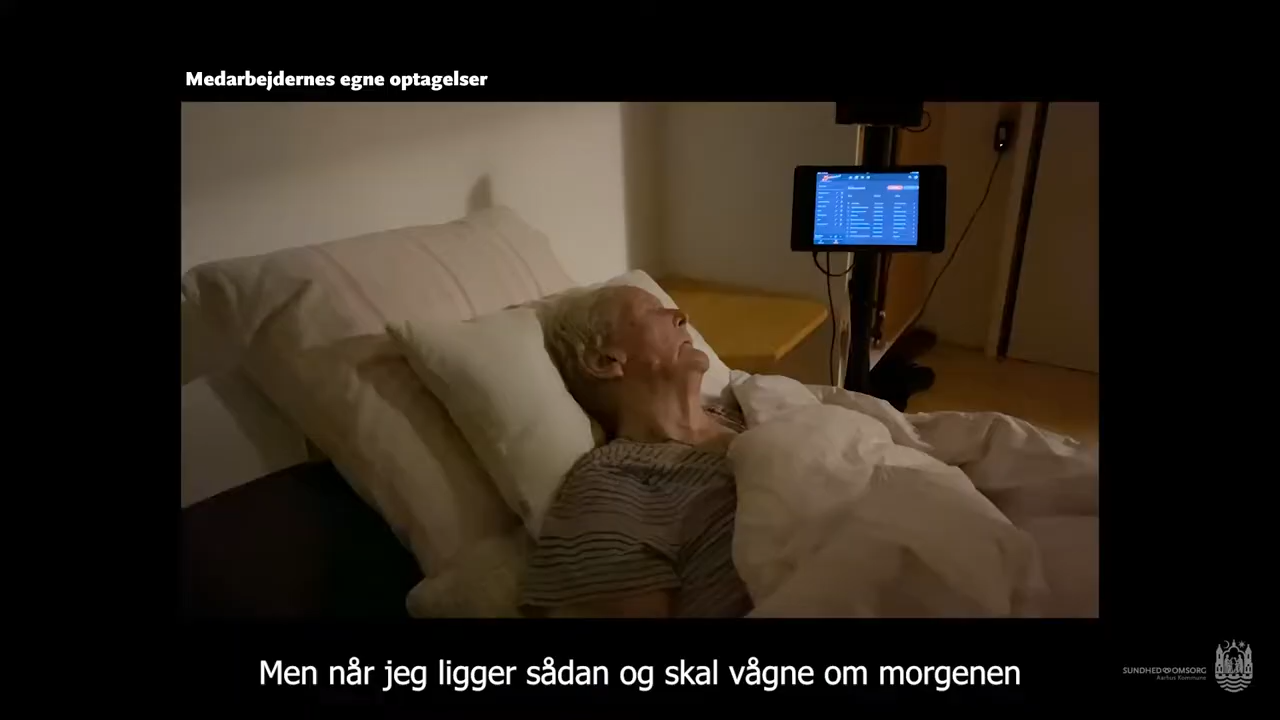 Medarbejdernes egne optagelser
Men når jeg ligger sådan og skal vågne om morgenen
SUNDHED OG OMSORG
Aarhus Kommune